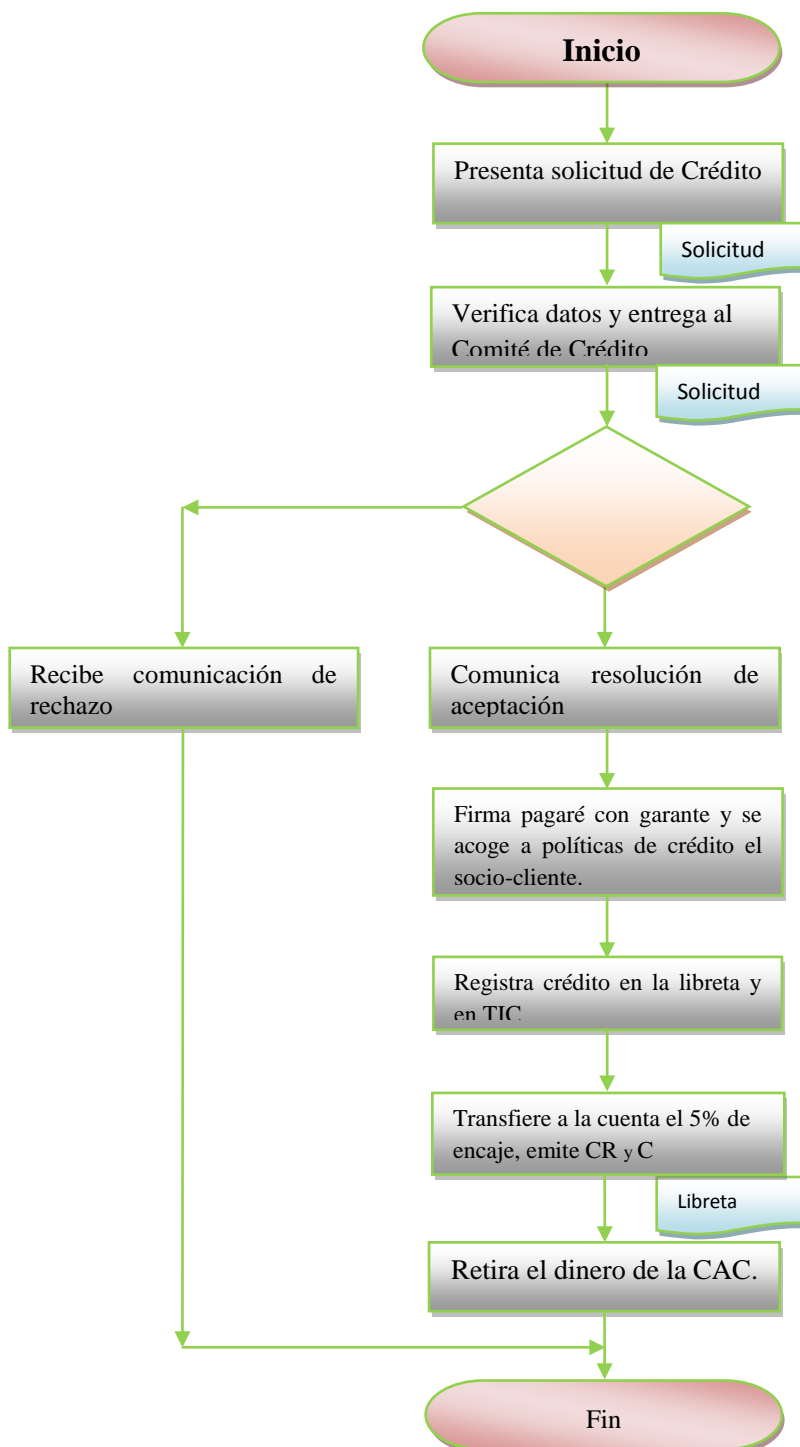 Inicio
Presenta solicitud de Crédito
Solicitud
Verifica datos y entrega al
Comité de Crédito
Solicitud
Recibe comunicación de
rechazo
Comunica resolución de
aceptación
Firma pagaré con garante y se
acoge a políticas de crédito el
socio-cliente.
Registra crédito en la libreta y
en TIC
Transfiere a la cuenta el 5% de
encaje, emite CR y C
Libreta
Retira el dinero de la CAC.
Fin